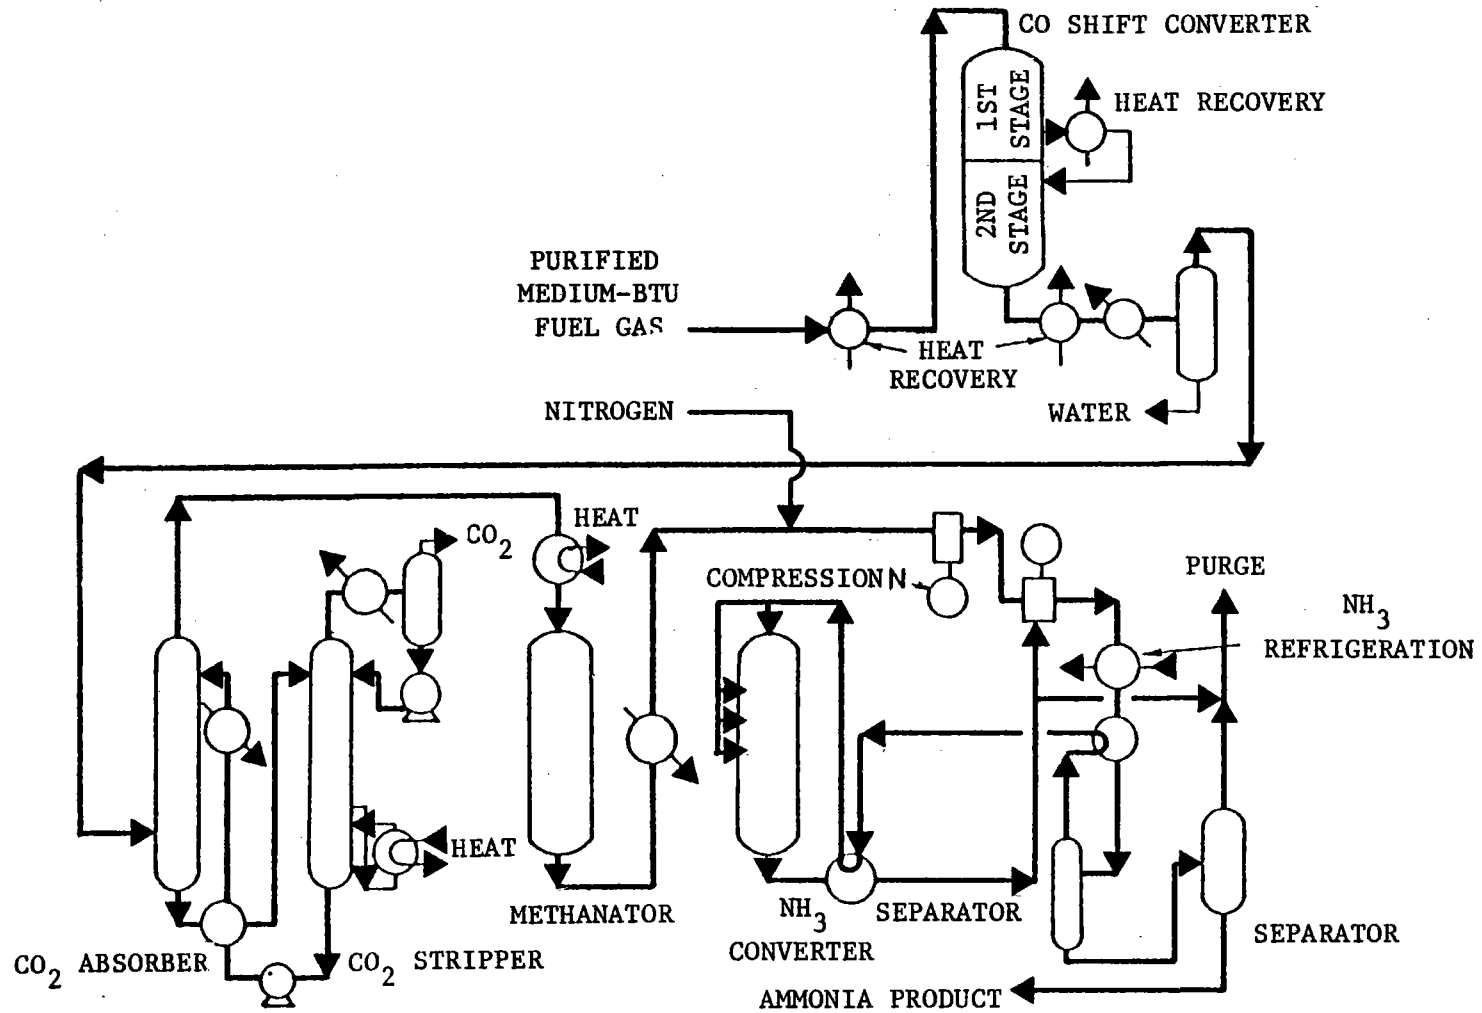 CO SHIFT CONVERTER
1ST
STAGE
HEAT RECOVERY
2ND
STAGE
PURIFIED
MEDIUM-BTU
FUEL GAS
HEAT
RECOVERY
WATER
NITROGEN
HEAT
CO2
COMPRESSION N
PURGE
NH3
REFRIGERATION
HEAT
METHANATOR
NH3
CONVERTER
SEPARATOR
SEPARATOR
CO2 ABSORBER
CO2 STRIPPER
AMMONIA PRODUCT